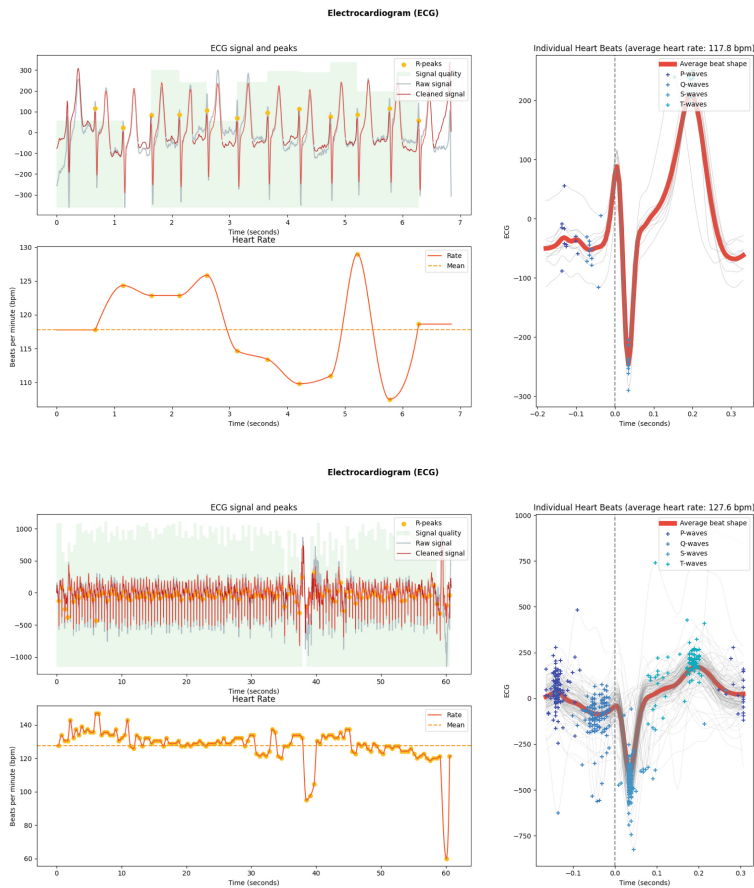 Electrocardiogram (ECG)
ECG signal and peaks
R-peaks
Signal quality
Raw signal
Cleaned signal
300
200
100
0
−100
−200
−300
0 1 2 3 4 5 6 7
Time (seconds)
Heart Rate
Rate
Mean
Beats per minute (bpm)
130
125
120
115
110
0 1 2 3 4 5 6 7
Time (seconds)
Individual Heart Beats (average heart rate: 117.8 bpm)
Average beat shape
P-waves
Q-waves
S-waves
T-waves
ECG
200
100
0
−100
−200
−300
−0.2 −0.1 0.0 0.1 0.2 0.3
Time (seconds)
Electrocardiogram (ECG)
ECG signal and peaks
R-peaks
Signal quality
Raw signal
Cleaned signal
1000
500
0
−500
−1000
0 10 20 30 40 50 60
Time (seconds)
Heart Rate
Rate
Mean
Beats per minute (bpm)
140
120
100
80
60
0 10 20 30 40 50 60
Time (seconds)
Individual Heart Beats (average heart rate: 127.6 bpm)
Average beat shape
P-waves
Q-waves
S-waves
T-waves
ECG
1000
750
500
250
0
−250
−500
−750
−0.1 0.0 0.1 0.2 0.3
Time (seconds)